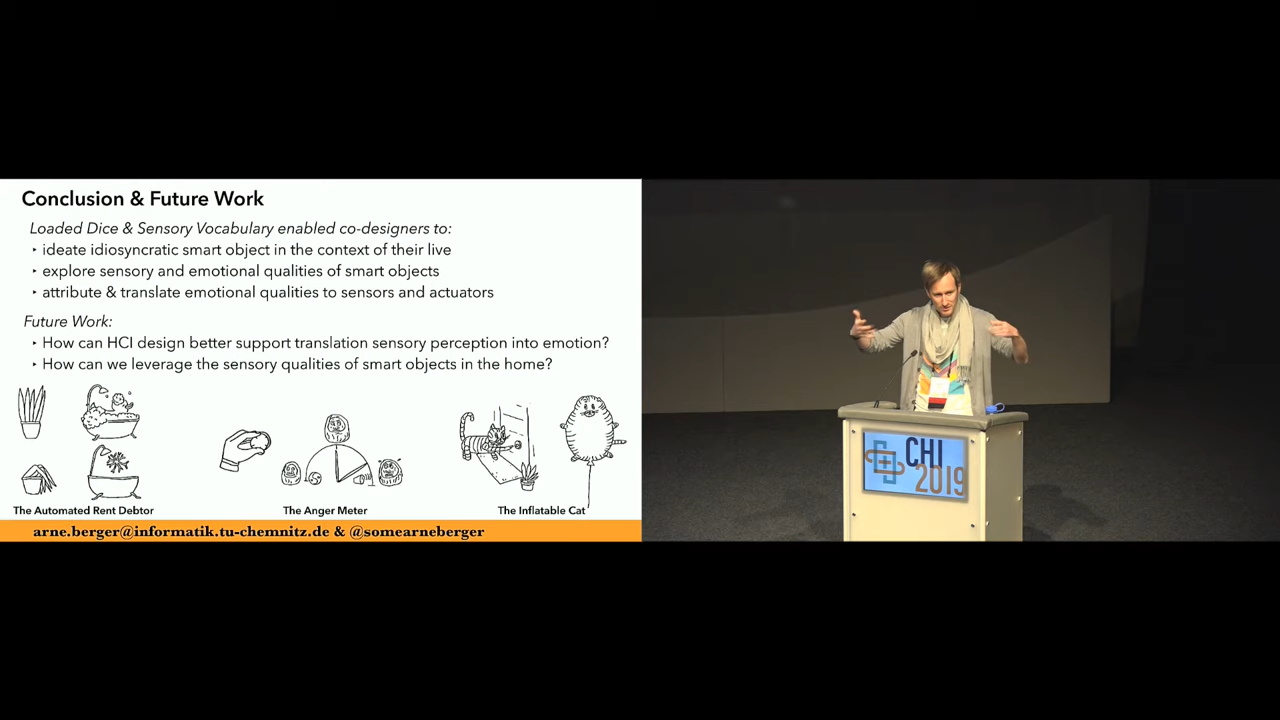 Conclusion & Future Work
Loaded Dice & Sensory Vocabulary enabled co-designers to:
‣ ideate idiosyncratic smart object in the context of their live
‣ explore sensory and emotional qualities of smart objects
‣ attribute & translate emotional qualities to sensors and actuators
Future Work:
‣ How can HCI design better support translation sensory perception into emotion?
‣ How can we leverage the sensory qualities of smart objects in the home?
The Automated Rent Debtor
The Anger Meter
The Inflatable Cat
arne.berger@informatik.tu-chemnitz.de & @somearneberger
CHI
2019